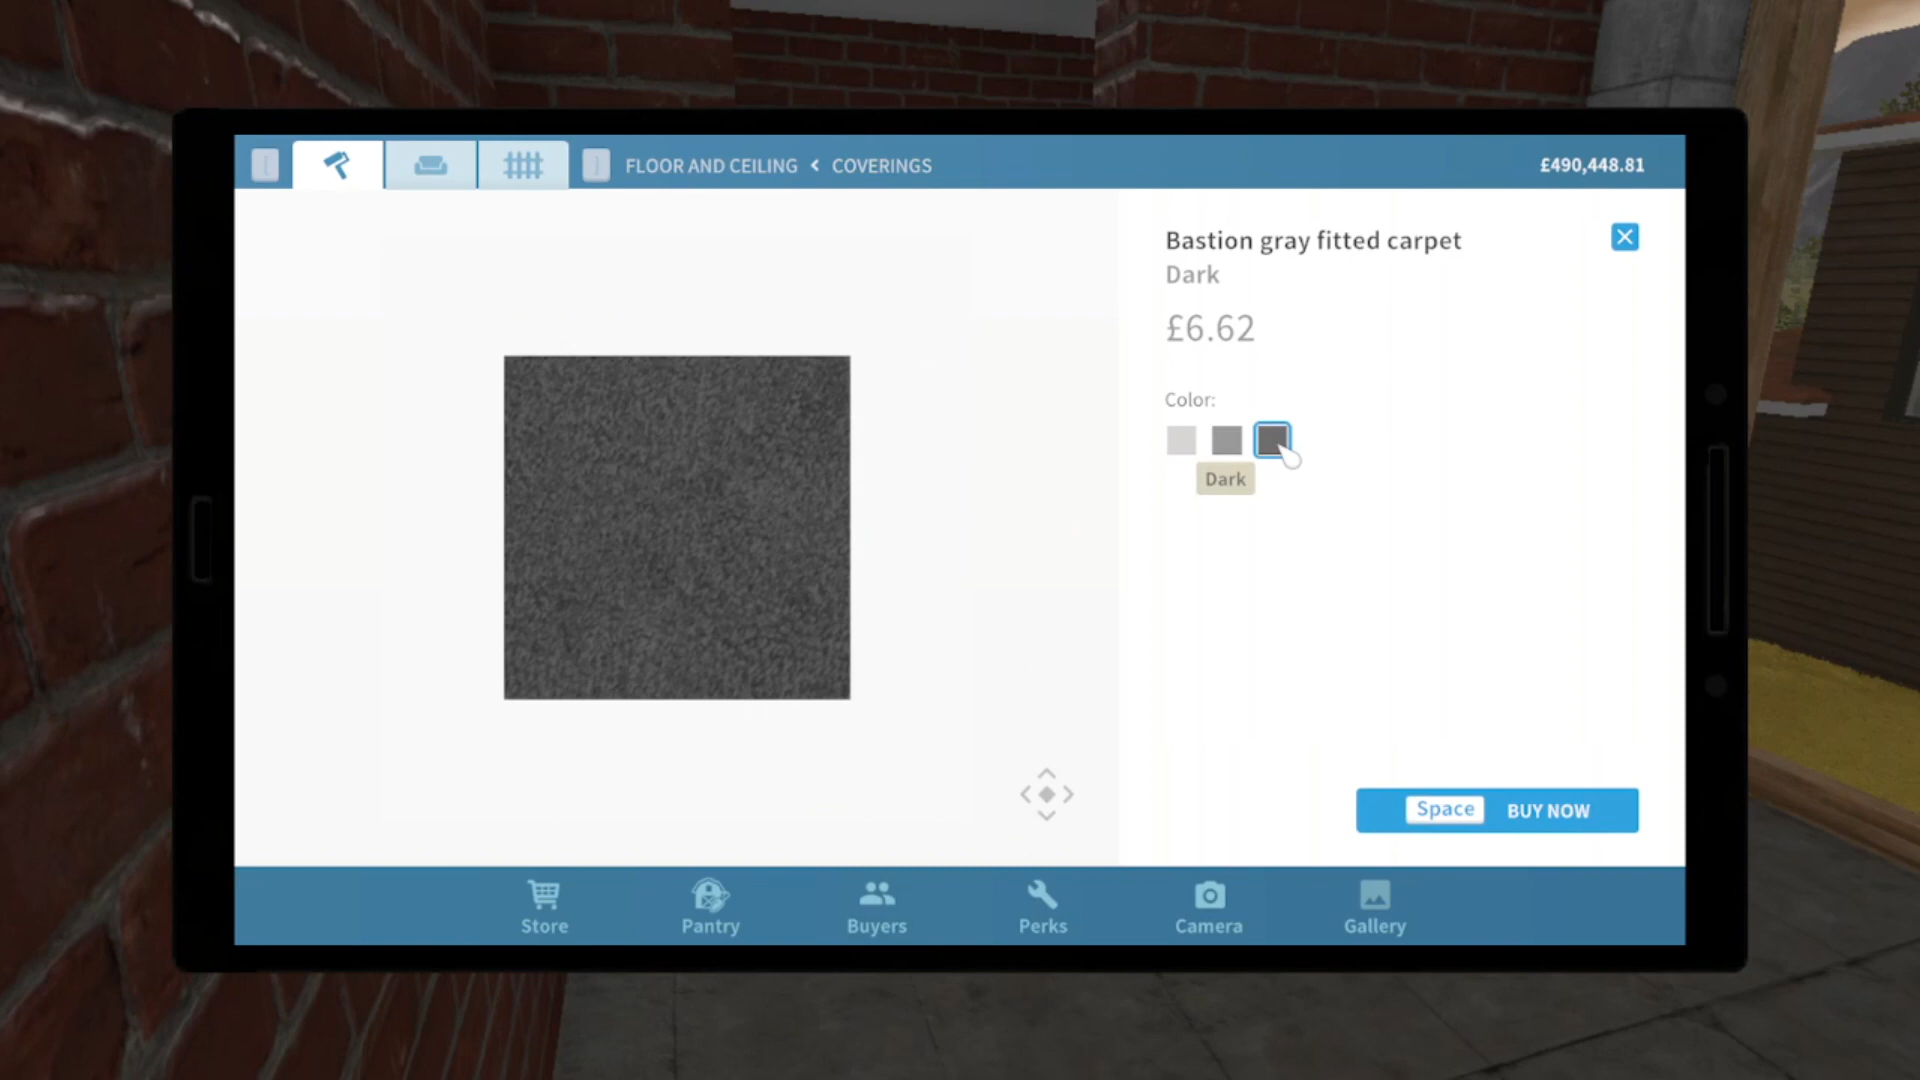 FLOOR AND CEILING < COVERINGS
£490,448.81
Bastion gray fitted carpet
Dark
£6.62
Color:
Dark
Space BUY NOW
Store Pantry Buyers Perks Camera Gallery